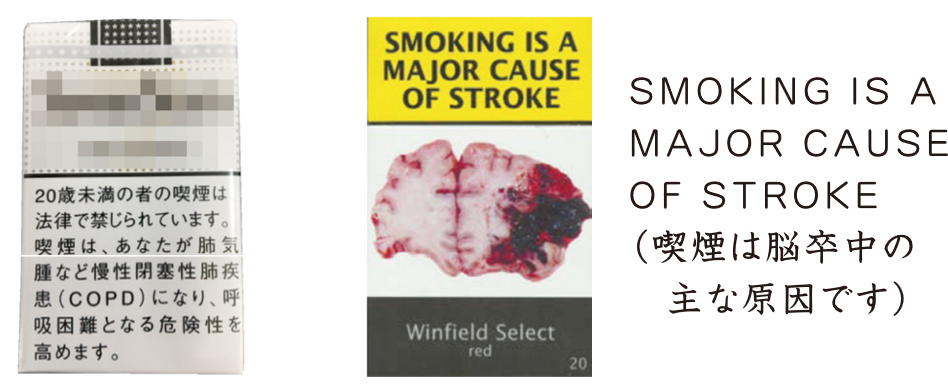 20歳未満の者の喫煙は
法律で禁じられています。
喫煙は、あなたが肺気
腫など慢性閉塞性肺疾
患(COPD)になり、呼
吸困難となる危険性を
高めます。
SMOKING IS A
MAJOR CAUSE
OF STROKE
Winfield Select
red
20
SMOKING IS A
MAJOR CAUSE
OF STROKE
(喫煙は脳卒中の
主な原因です)